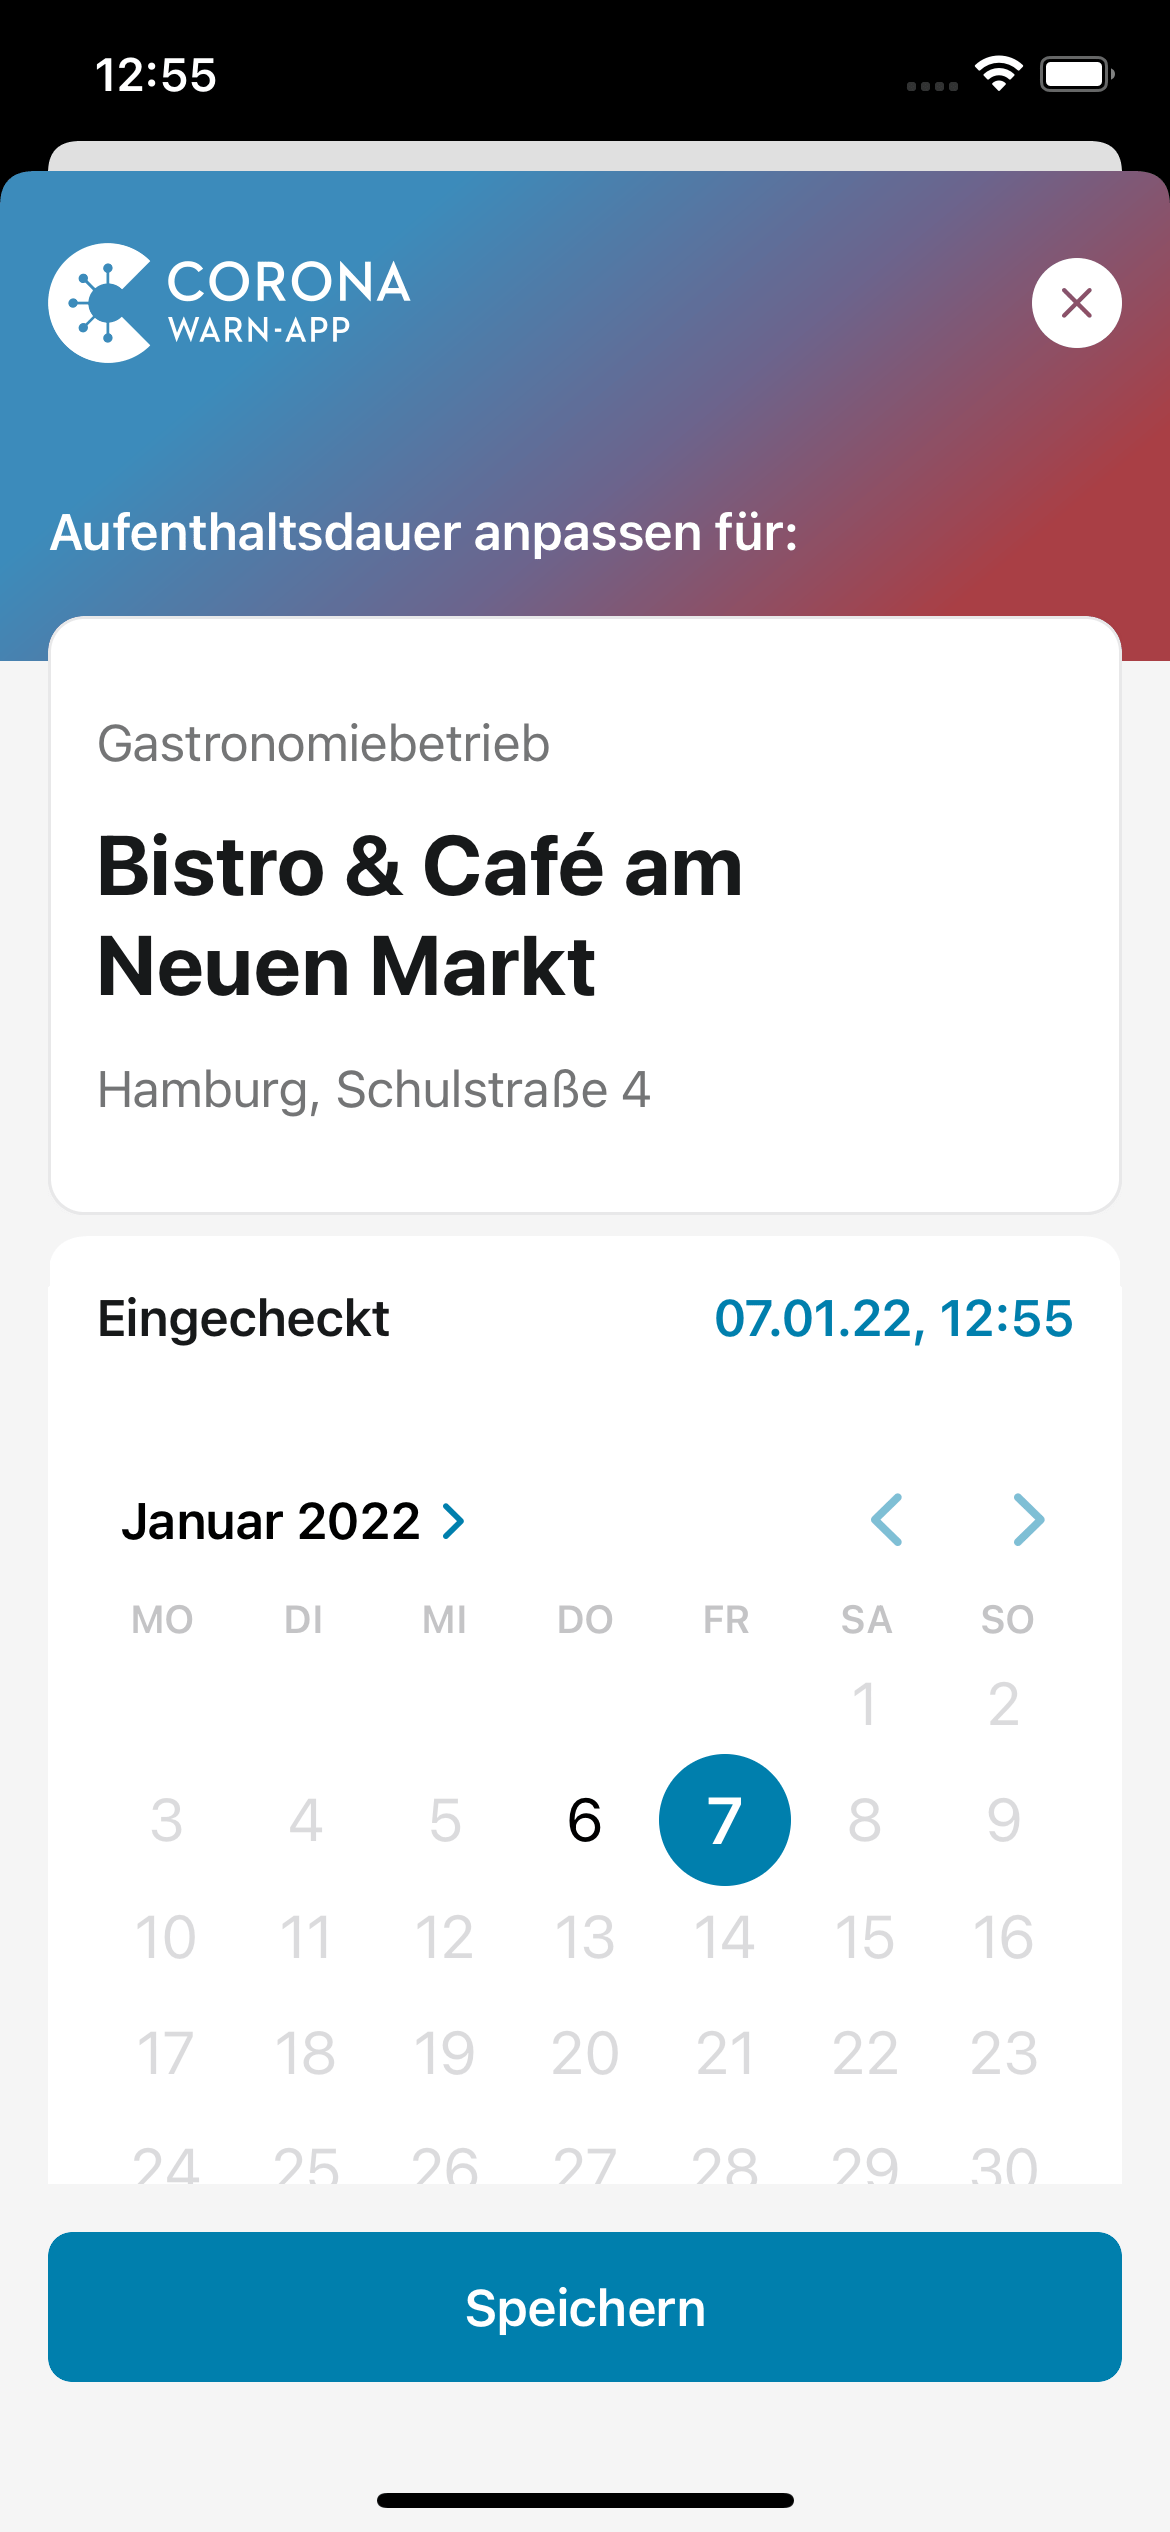 12:55
CORONA
WARN-APP
Aufenthaltsdauer anpassen für:
Gastronomiebetrieb
Bistro & Café am
Neuen Markt
Hamburg, Schulstraße 4
Eingecheckt 07.01.22, 12:55
Januar 2022
MO DI MI DO FR SA SO
1 2
3 4 5 6 7 8 9
10 11 12 13 14 15 16
17 18 19 20 21 22 23
24 25 26 27 28 29 30
Speichern